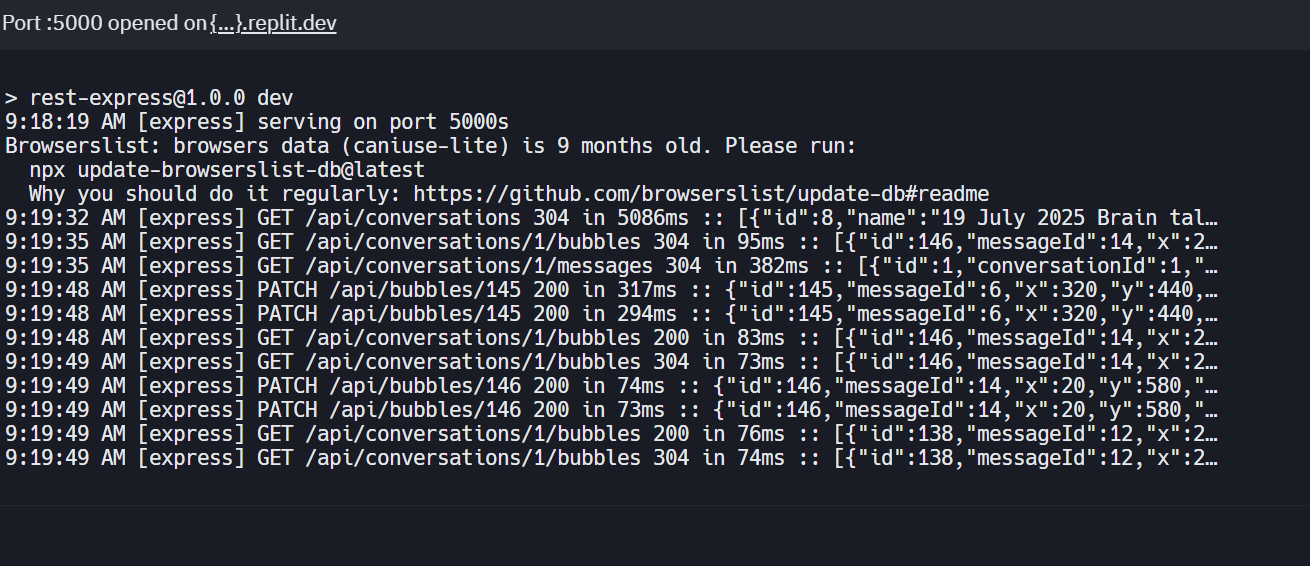 Port :5000 opened on {...}.replit.dev
> rest-express@1.0.0 dev
9:18:19 AM [express] serving on port 5000s
Browserslist: browsers data (caniuse-lite) is 9 months old. Please run:
  npx update-browserslist-db@latest
  Why you should do it regularly: https://github.com/browserslist/update-db#readme
9:19:32 AM [express] GET /api/conversations 304 in 5086ms :: [{"id":8,"name":"19 July 2025 Brain tal…
9:19:35 AM [express] GET /api/conversations/1/bubbles 304 in 95ms :: [{"id":146,"messageId":14,"x":2…
9:19:35 AM [express] GET /api/conversations/1/messages 304 in 382ms :: [{"id":1,"conversationId":1,"…
9:19:48 AM [express] PATCH /api/bubbles/145 200 in 317ms :: {"id":145,"messageId":6,"x":320,"y":440,…
9:19:48 AM [express] PATCH /api/bubbles/145 200 in 294ms :: {"id":145,"messageId":6,"x":320,"y":440,…
9:19:48 AM [express] GET /api/conversations/1/bubbles 200 in 83ms :: [{"id":146,"messageId":14,"x":2…
9:19:49 AM [express] GET /api/conversations/1/bubbles 304 in 73ms :: [{"id":146,"messageId":14,"x":2…
9:19:49 AM [express] PATCH /api/bubbles/146 200 in 74ms :: {"id":146,"messageId":14,"x":20,"y":580,"…
9:19:49 AM [express] PATCH /api/bubbles/146 200 in 73ms :: {"id":146,"messageId":14,"x":20,"y":580,"…
9:19:49 AM [express] GET /api/conversations/1/bubbles 200 in 76ms :: [{"id":138,"messageId":12,"x":2…
9:19:49 AM [express] GET /api/conversations/1/bubbles 304 in 74ms :: [{"id":138,"messageId":12,"x":2…